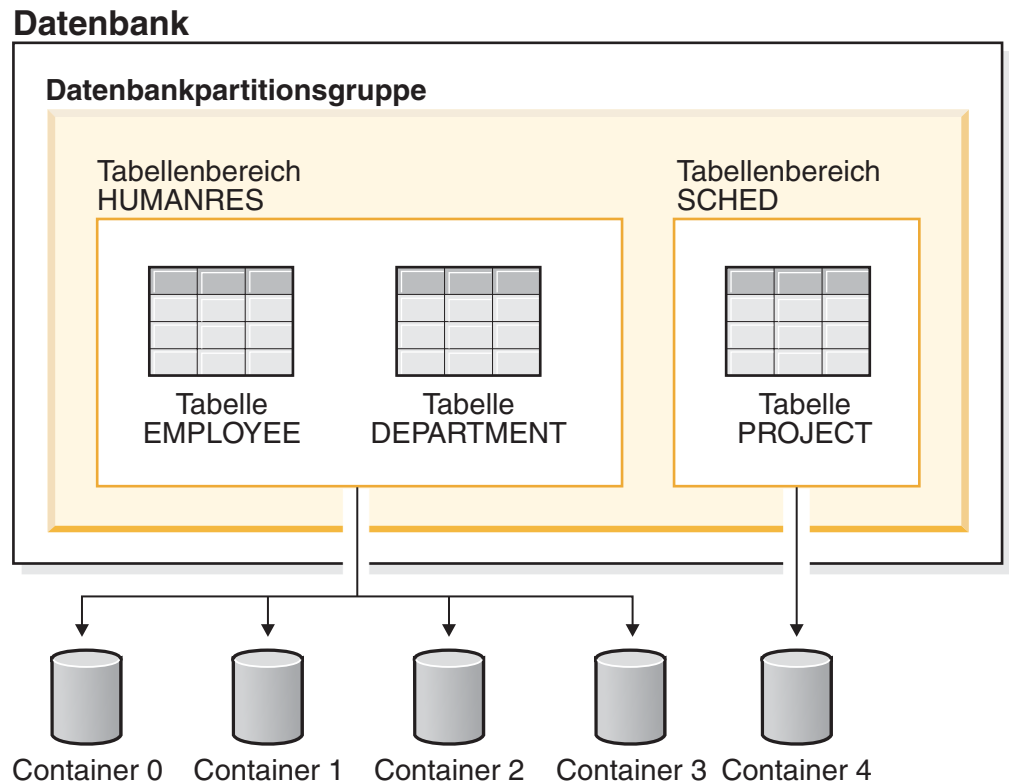 Datenbank
Datenbankpartitionsgruppe
Tabellenbereich
HUMANRES
Tabellenbereich
SCHED
Tabelle
EMPLOYEE
Tabelle
DEPARTMENT
Tabelle
PROJECT
Container 0
Container 1
Container 2
Container 3
Container 4